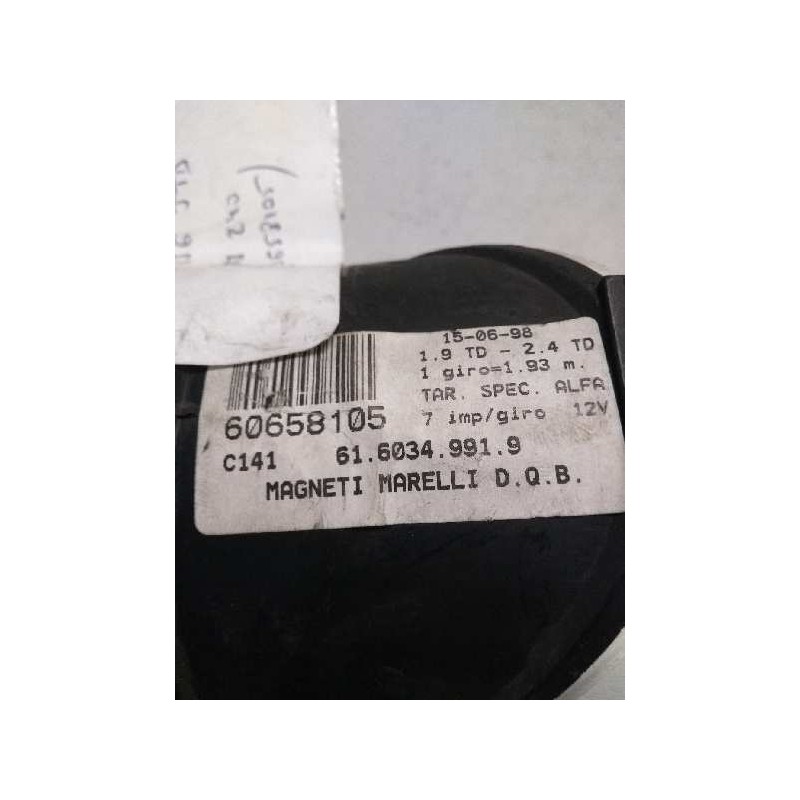 15-06-98
1.9 TD - 2.4 TD
1 giro=1.93 m.
TAR. SPEC. ALFA
60658105 7 imp/giro 12V
C141 61.6034.991.9
MAGNETI MARELLI D.Q.B.